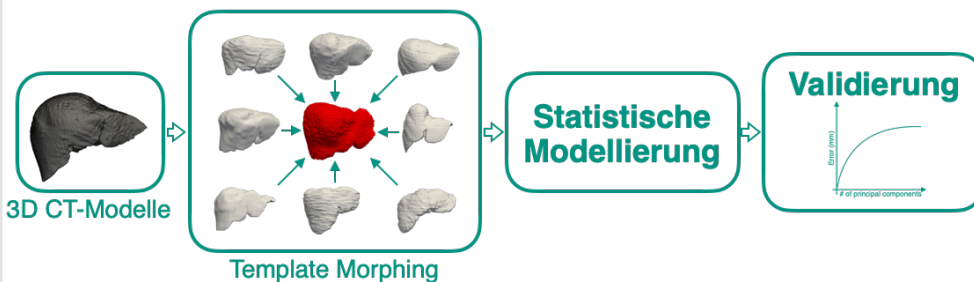 3D CT-Modelle
Template Morphing
Statistische
Modellierung
Validierung
Error (mm)
# of principal components